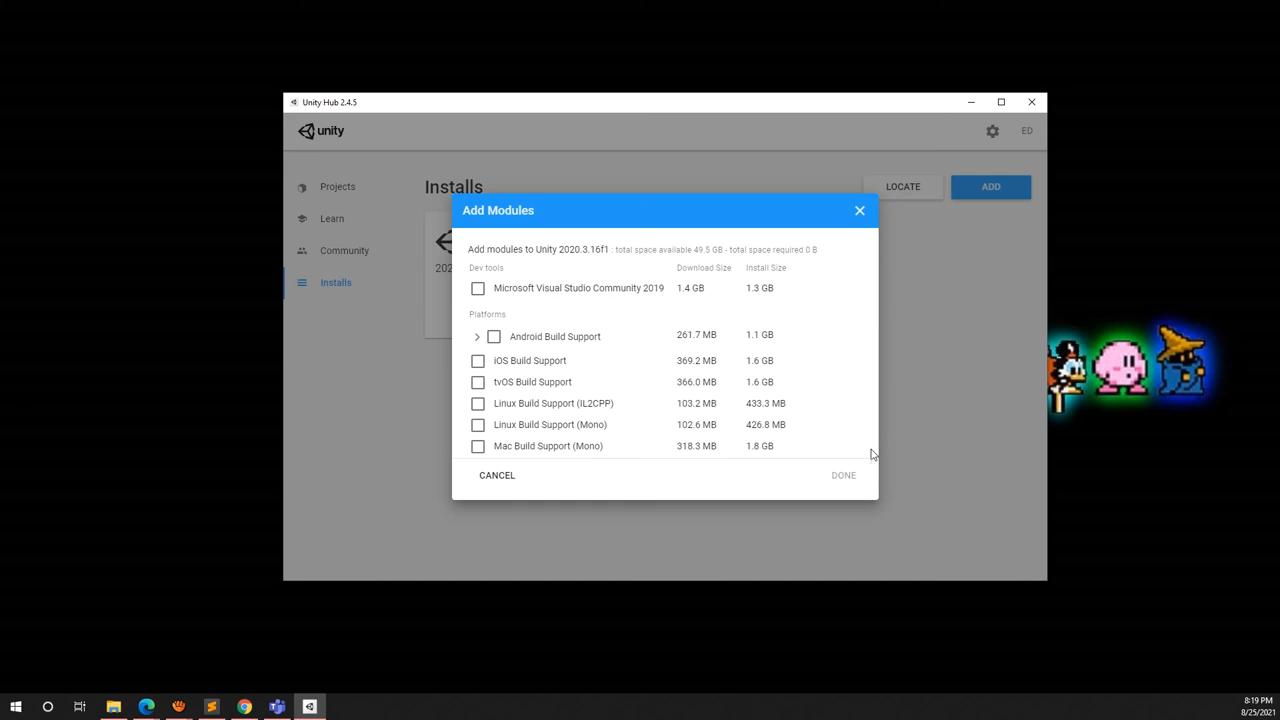 Unity Hub 2.4.5
unity
ED
Projects
Learn
Community
Installs
Installs
LOCATE
ADD
202
Add Modules
Add modules to Unity 2020.3.16f1 : total space available 49.5 GB - total space required 0 B
Dev tools Download Size Install Size
Microsoft Visual Studio Community 2019 1.4 GB 1.3 GB
Platforms
Android Build Support 261.7 MB 1.1 GB
iOS Build Support 369.2 MB 1.6 GB
tvOS Build Support 366.0 MB 1.6 GB
Linux Build Support (IL2CPP) 103.2 MB 433.3 MB
Linux Build Support (Mono) 102.6 MB 426.8 MB
Mac Build Support (Mono) 318.3 MB 1.8 GB
CANCEL DONE
8:19 PM
8/25/2021